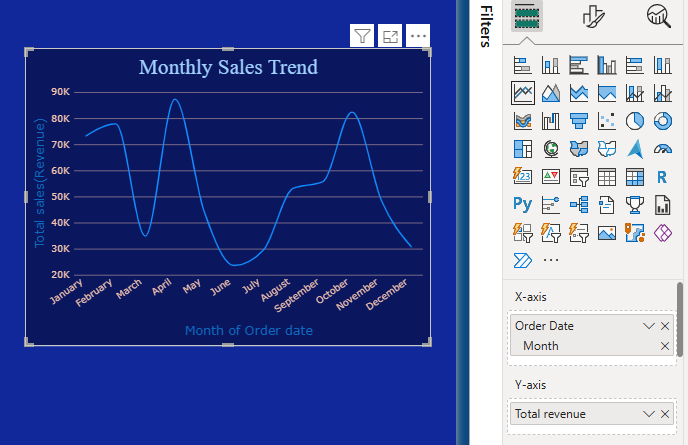 Monthly Sales Trend
Total sales(Revenue)
90K
80K
70K
60K
50K
40K
30K
20K
January
February
March
April
May
June
July
August
September
October
November
December
Month of Order date
Filters
123
R
Py
X-axis
Order Date
Month
Y-axis
Total revenue